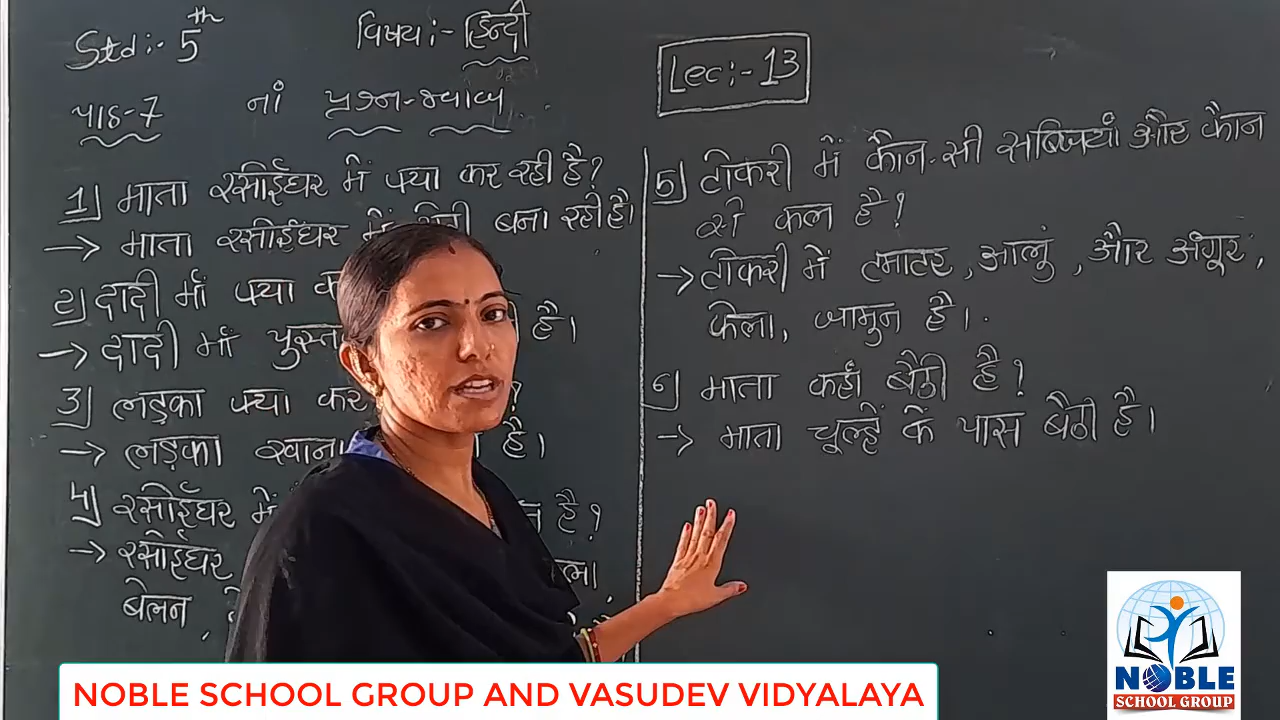 Std :- 5th
विषय :- हिन्दी
Lec :- 13
પાઠ-7 નાં प्रश्न-જવાબ
1) माता रसोईघर में क्या कर रही है?
→ माता रसोईघर में बना रही है।
2) दादी माँ क्या
→ दादी माँ पुस्त है।
3) लड़का क्या कर ?
→ लड़का खाना है।
4) रसोईघर में है?
→ रसोईघर
बेलन,
5) टोकरी में कौन-सी सब्जियाँ और कौन
से फल है?
→ टोकरी में टमाटर, आलुं, और अंगूर,
केला, जामुन है।
6) माता कहाँ बैठी है?
→ माता चूल्हें कें पास बैठी है।
NOBLE
SCHOOL GROUP
NOBLE SCHOOL GROUP AND VASUDEV VIDYALAYA